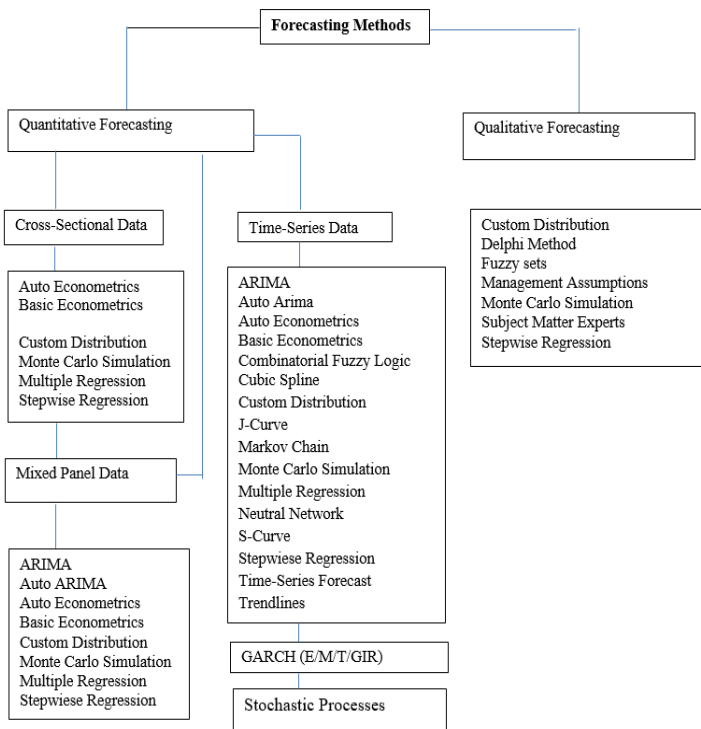 Forecasting Methods
Quantitative Forecasting
Qualitative Forecasting
Cross-Sectional Data
Auto Econometrics
Basic Econometrics
Custom Distribution
Monte Carlo Simulation
Multiple Regression
Stepwise Regression
Mixed Panel Data
ARIMA
Auto ARIMA
Auto Econometrics
Basic Econometrics
Custom Distribution
Monte Carlo Simulation
Multiple Regression
Stepwiese Regression
Time-Series Data
ARIMA
Auto Arima
Auto Econometrics
Basic Econometrics
Combinatorial Fuzzy Logic
Cubic Spline
Custom Distribution
J-Curve
Markov Chain
Monte Carlo Simulation
Multiple Regression
Neutral Network
S-Curve
Stepwiese Regression
Time-Series Forecast
Trendlines
GARCH (E/M/T/GIR)
Stochastic Processes
Custom Distribution
Delphi Method
Fuzzy sets
Management Assumptions
Monte Carlo Simulation
Subject Matter Experts
Stepwise Regression